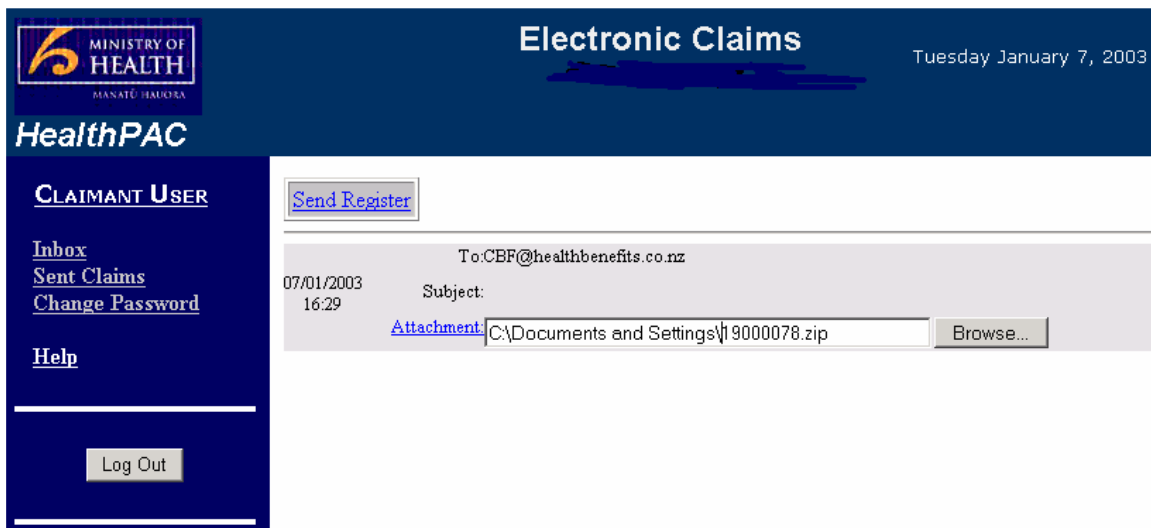 MINISTRY OF
HEALTH
MANATŪ HAUORA
HealthPAC
Electronic Claims
Tuesday January 7, 2003
CLAIMANT USER
Inbox
Sent Claims
Change Password
Help
Log Out
Send Register
To:CBF@healthbenefits.co.nz
07/01/2003
16:29
Subject:
Attachment: C:\Documents and Settings\19000078.zip Browse...